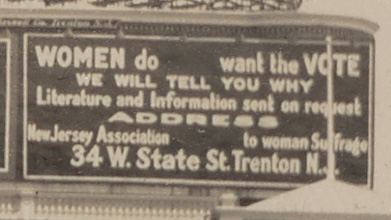 WOMEN do want the VOTE
WE WILL TELL YOU WHY
Literature and Information sent on request
ADDRESS
New Jersey Association to woman Suffrage
34 W. State St. Trenton N.J.